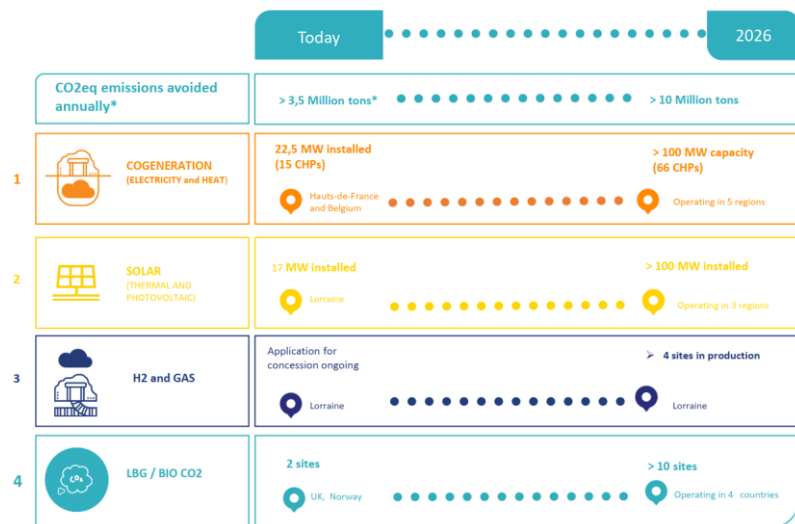 Today
2026
CO2eq emissions avoided
annually*
> 3,5 Million tons*
> 10 Million tons
1
COGENERATION
(ELECTRICITY and HEAT)
22,5 MW installed
(15 CHPs)
Hauts-de-France
and Belgium
> 100 MW capacity
(66 CHPs)
Operating in 5 regions
2
SOLAR
(THERMAL AND
PHOTOVOLTAIC)
17 MW installed
Lorraine
> 100 MW installed
Operating in 3 regions
3
H2 and GAS
Application for
concession ongoing
Lorraine
➢ 4 sites in production
Lorraine
4
CO₂
LBG / BIO CO2
2 sites
UK, Norway
> 10 sites
Operating in 4 countries